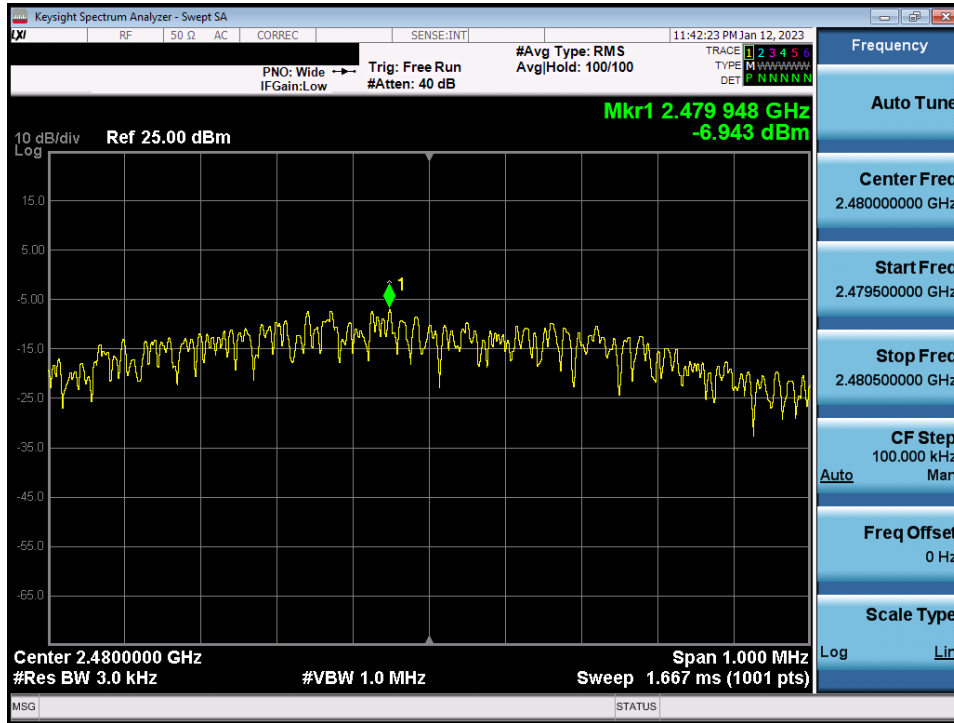 Keysight Spectrum Analyzer - Swept SA
LXI RF 50 Ω AC CORREC SENSE:INT 11:42:23 PM Jan 12, 2023
PNO: Wide
IFGain:Low
Trig: Free Run
#Atten: 40 dB
#Avg Type: RMS
Avg|Hold: 100/100
TRACE 1 2 3 4 5 6
TYPE M WWWWW
DET P N N N N N
Mkr1 2.479 948 GHz
-6.943 dBm
10 dB/div Ref 25.00 dBm
Log
15.0
5.00
-5.00
-15.0
-25.0
-35.0
-45.0
-55.0
-65.0
1
Center 2.4800000 GHz Span 1.000 MHz
#Res BW 3.0 kHz #VBW 1.0 MHz Sweep 1.667 ms (1001 pts)
MSG STATUS
Frequency
Auto Tune
Center Freq
2.480000000 GHz
Start Freq
2.479500000 GHz
Stop Freq
2.480500000 GHz
CF Step
100.000 kHz
Auto Man
Freq Offset
0 Hz
Scale Type
Log Lin